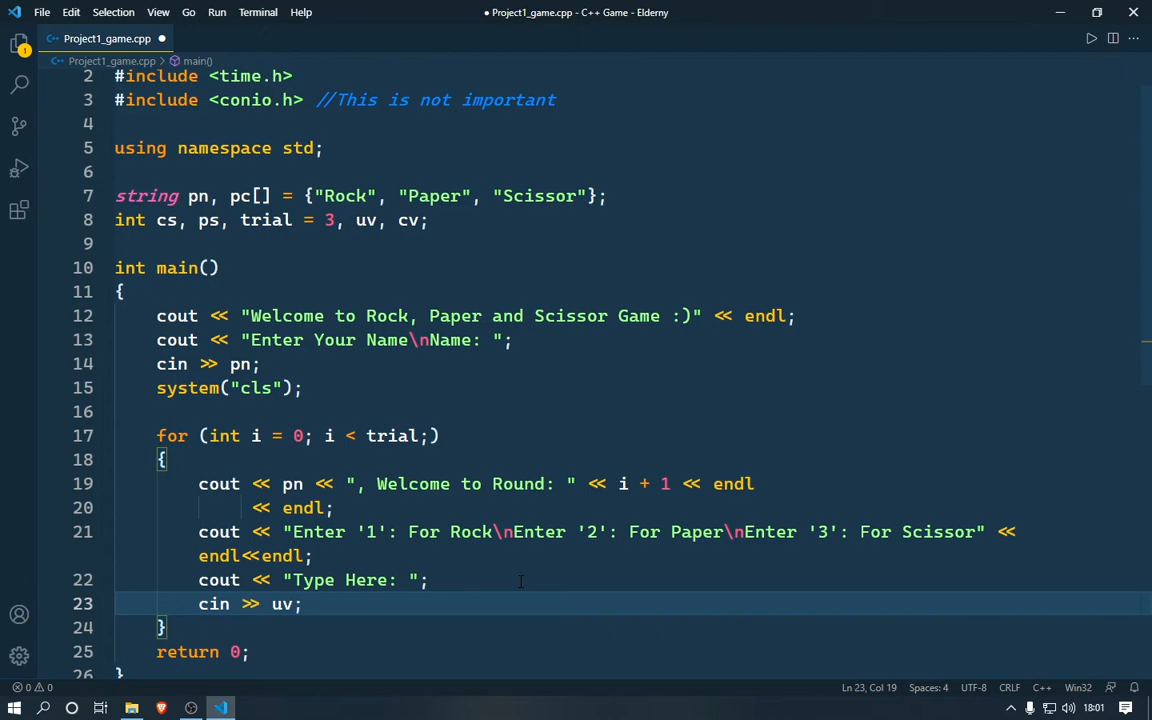 File Edit Selection View Go Run Terminal Help
● Project1_game.cpp - C++ Game - Elderny
Project1_game.cpp ●
Project1_game.cpp > main()
2 #include <time.h>
3 #include <conio.h> //This is not important
4
5 using namespace std;
6
7 string pn, pc[] = {"Rock", "Paper", "Scissor"};
8 int cs, ps, trial = 3, uv, cv;
9
10 int main()
11 {
12 cout << "Welcome to Rock, Paper and Scissor Game :)" << endl;
13 cout << "Enter Your Name\nName: ";
14 cin >> pn;
15 system("cls");
16
17 for (int i = 0; i < trial;)
18 {
19 cout << pn << ", Welcome to Round: " << i + 1 << endl
20 << endl;
21 cout << "Enter '1': For Rock\nEnter '2': For Paper\nEnter '3': For Scissor" <<
endl<<endl;
22 cout << "Type Here: ";
23 cin >> uv;
24 }
25 return 0;
26 }
0 0 Ln 23, Col 19 Spaces: 4 UTF-8 CRLF C++ Win32
1
18:01